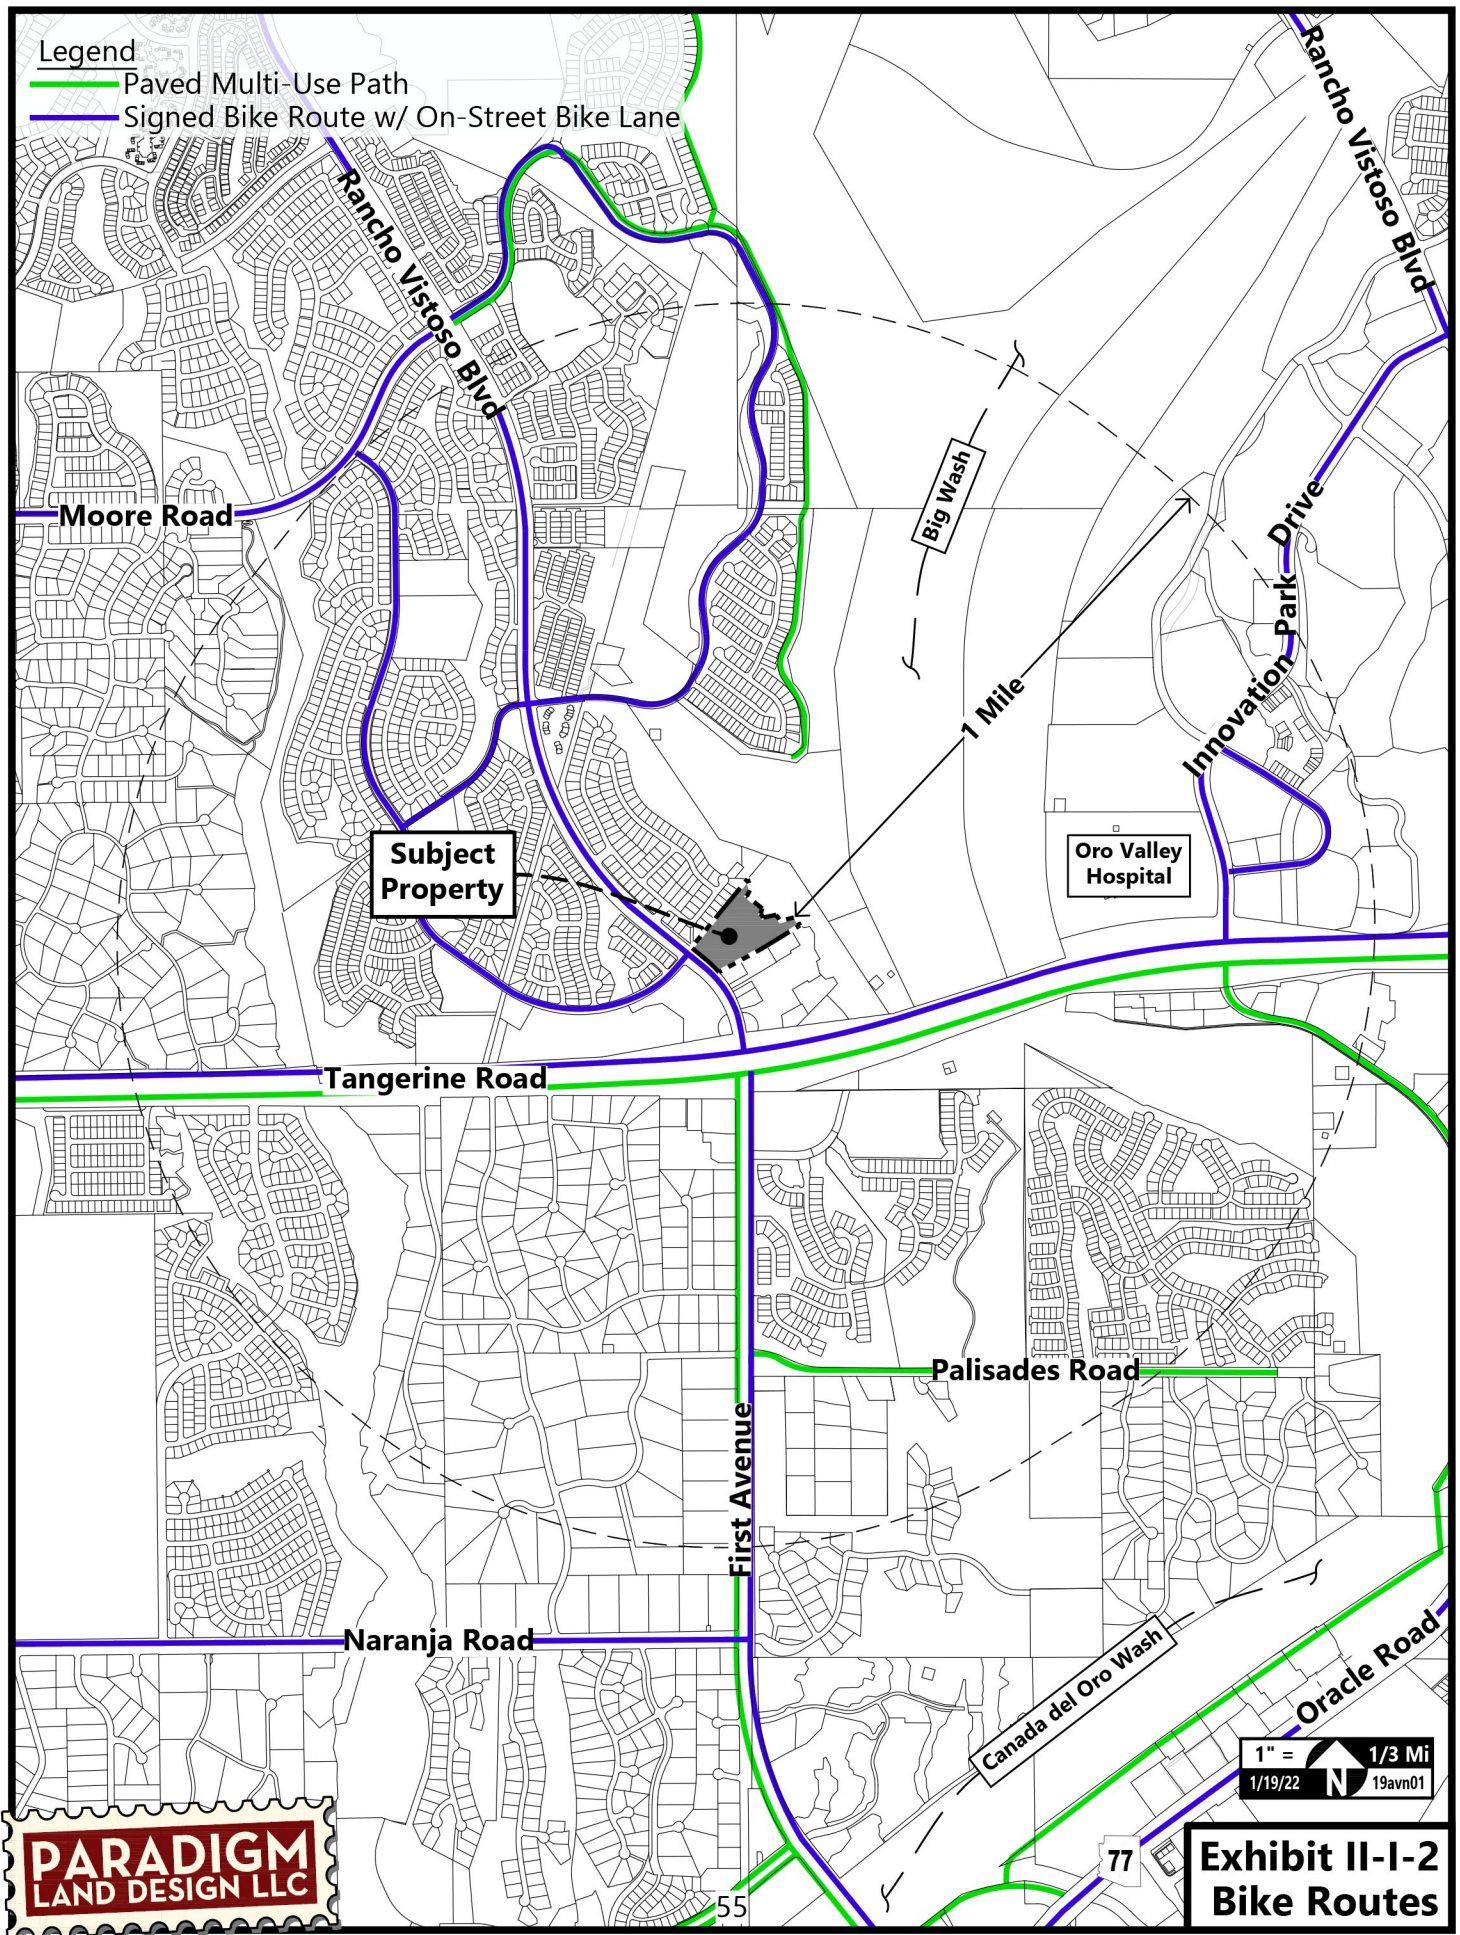 Legend
Paved Multi-Use Path
Signed Bike Route w/ On-Street Bike Lane
Rancho Vistoso Blvd
Rancho Vistoso Blvd
Big Wash
Moore Road
Innovation Park Drive
1 Mile
Subject
Property
Oro Valley
Hospital
Tangerine Road
Palisades Road
First Avenue
Naranja Road
Canada del Oro Wash
Oracle Road
1" = 1/3 Mi
1/19/22 N 19avn01
77
PARADIGM
LAND DESIGN LLC
55
Exhibit II-I-2
Bike Routes